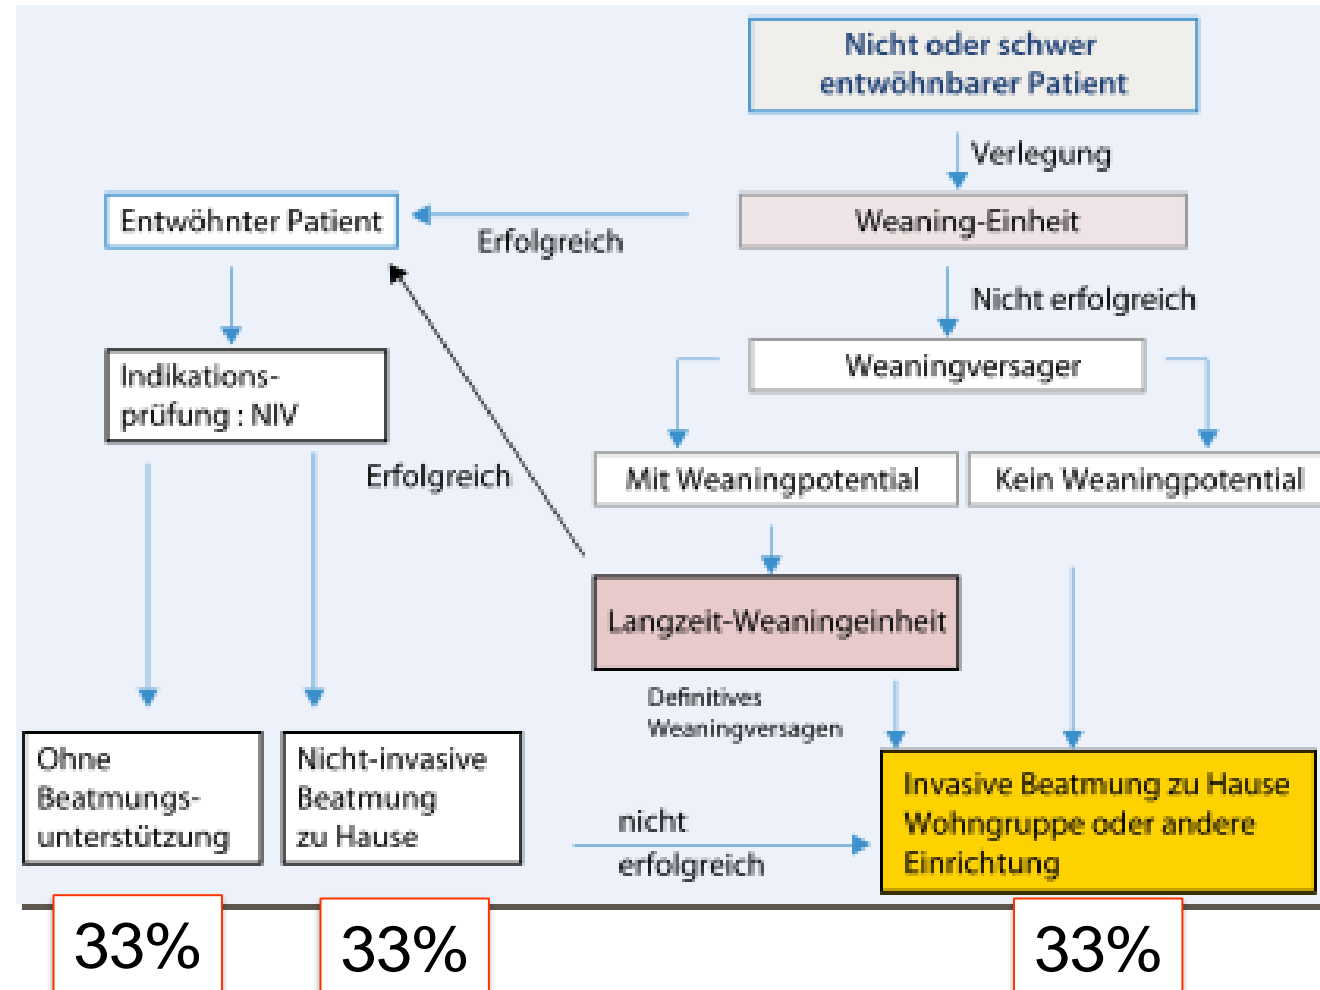 Nicht oder schwer
entwöhnbarer Patient
Verlegung
Entwöhnter Patient
Erfolgreich
Weaning-Einheit
Nicht erfolgreich
Indikations-
prüfung : NIV
Weaningversager
Erfolgreich
Mit Weaningpotential
Kein Weaningpotential
Langzeit-Weaningeinheit
Definitives
Weaningversagen
Ohne
Beatmungs-
unterstützung
Nicht-invasive
Beatmung
zu Hause
nicht
erfolgreich
Invasive Beatmung zu Hause
Wohngruppe oder andere
Einrichtung
33%
33%
33%